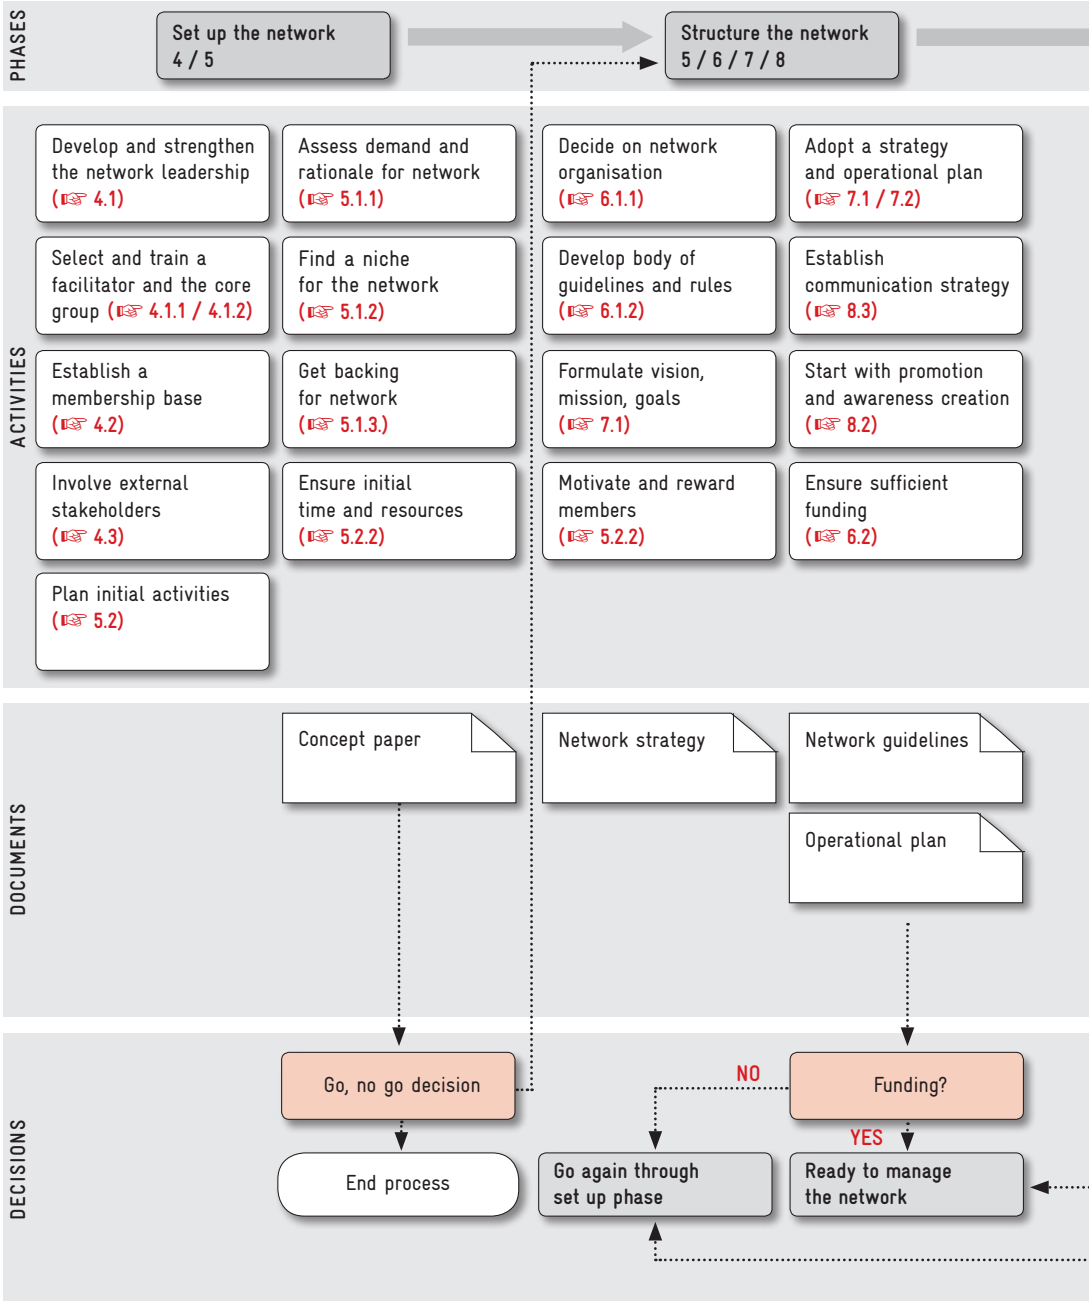 PHASES
Set up the network
4 / 5
Structure the network
5 / 6 / 7 / 8
ACTIVITIES
Develop and strengthen
the network leadership
(☞ 4.1)
Assess demand and
rationale for network
(☞ 5.1.1)
Decide on network
organisation
(☞ 6.1.1)
Adopt a strategy
and operational plan
(☞ 7.1 / 7.2)
Select and train a
facilitator and the core
group (☞ 4.1.1 / 4.1.2)
Find a niche
for the network
(☞ 5.1.2)
Develop body of
guidelines and rules
(☞ 6.1.2)
Establish
communication strategy
(☞ 8.3)
Establish a
membership base
(☞ 4.2)
Get backing
for network
(☞ 5.1.3.)
Formulate vision,
mission, goals
(☞ 7.1)
Start with promotion
and awareness creation
(☞ 8.2)
Involve external
stakeholders
(☞ 4.3)
Ensure initial
time and resources
(☞ 5.2.2)
Motivate and reward
members
(☞ 5.2.2)
Ensure sufficient
funding
(☞ 6.2)
Plan initial activities
(☞ 5.2)
DOCUMENTS
Concept paper
Network strategy
Network guidelines
Operational plan
DECISIONS
Go, no go decision
NO
Funding?
YES
End process
Go again through
set up phase
Ready to manage
the network